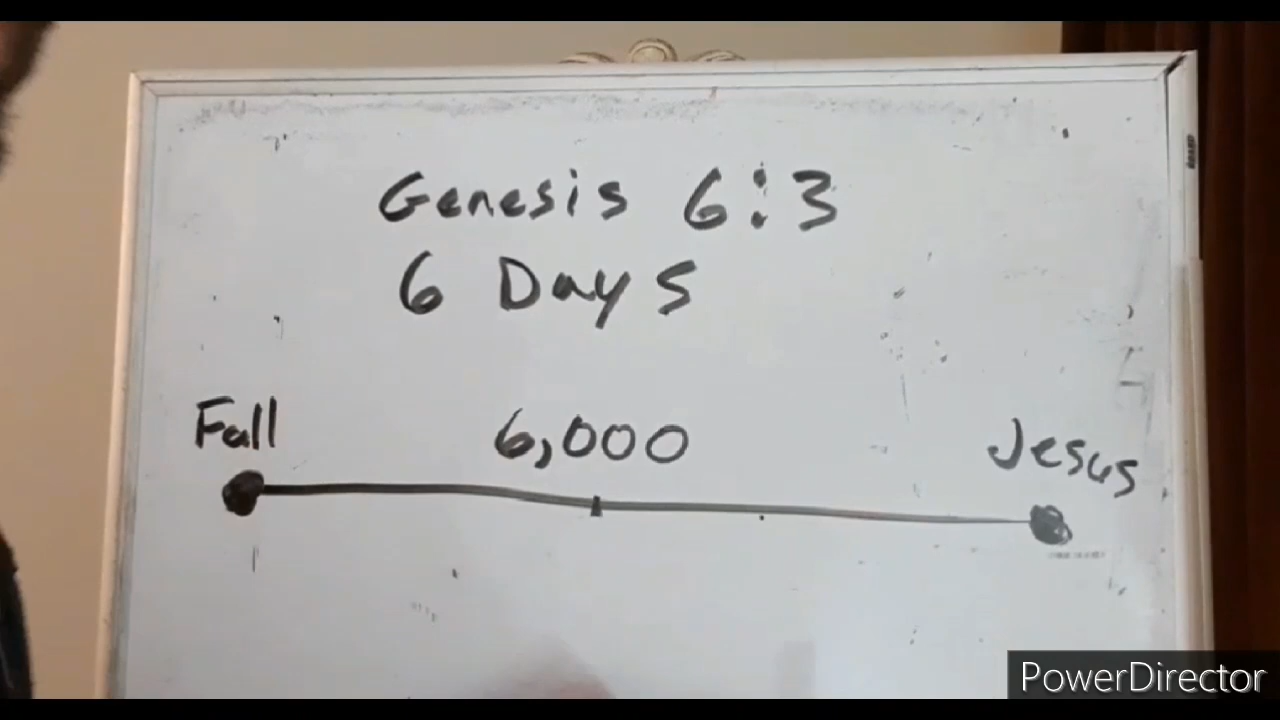 Genesis 6:3
6 Days
Fall
6,000
Jesus
PowerDirector